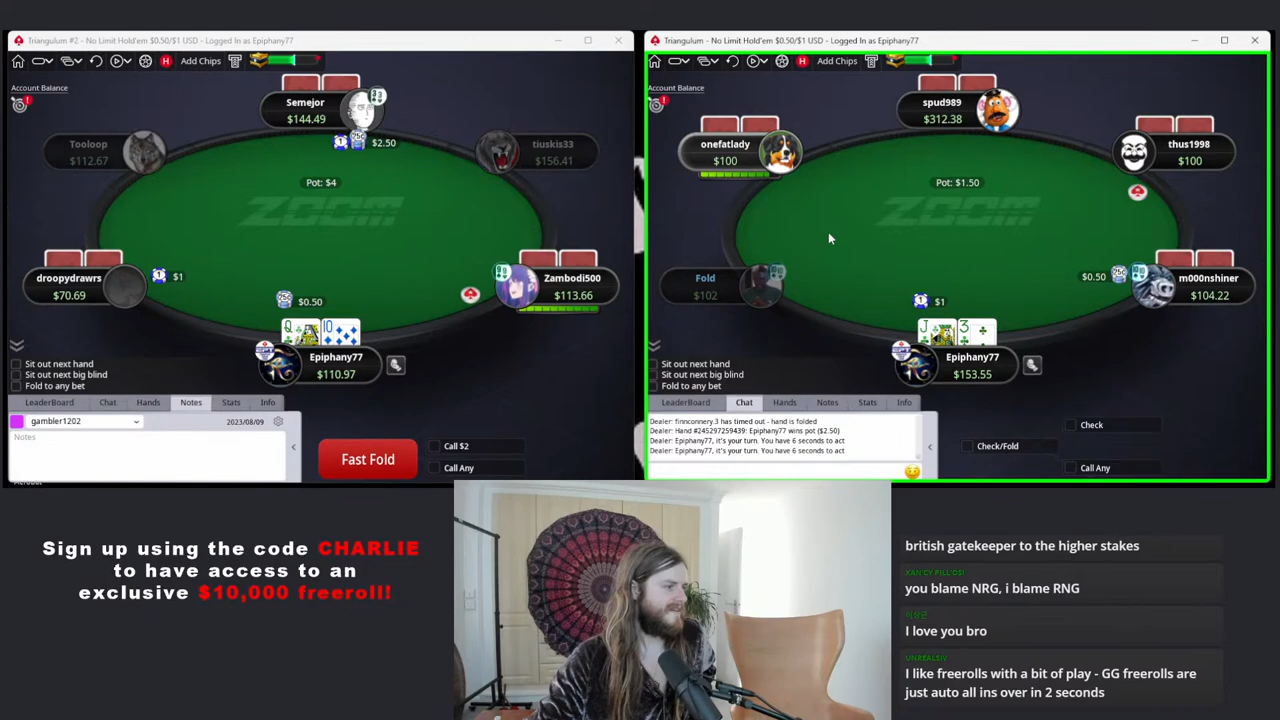 Triangulum #2 - No Limit Hold'em $0.50/$1 USD - Logged In as Epiphany77
Add Chips
Account Balance
Semejor
$144.49
Tooloop
$112.67
tiuskis33
$156.41
$2.50
Pot: $4
ZOOM
droopydrawrs
$70.69
$1
Zambodi500
$113.66
$0.50
Q 10
Epiphany77
$110.97
Sit out next hand
Sit out next big blind
Fold to any bet
LeaderBoard Chat Hands Notes Stats Info
gambler1202 2023/08/09
Notes
Fast Fold
Call $2
Call Any
Triangulum - No Limit Hold'em $0.50/$1 USD - Logged In as Epiphany77
Add Chips
Account Balance
spud989
$312.38
onefatlady
$100
thus1998
$100
Pot: $1.50
ZOOM
Fold
$102
$0.50
m000nshiner
$104.22
$1
J 3
Epiphany77
$153.55
Sit out next hand
Sit out next big blind
Fold to any bet
LeaderBoard Chat Hands Notes Stats Info
Dealer: finnconnery.3 has timed out - hand is folded
Dealer: Hand #245297259439: Epiphany77 wins pot ($2.50)
Dealer: Epiphany77, it's your turn. You have 6 seconds to act
Dealer: Epiphany77, it's your turn. You have 6 seconds to act
Check/Fold
Check
Call Any
Sign up using the code CHARLIE
to have access to an
exclusive $10,000 freeroll!
british gatekeeper to the higher stakes
you blame NRG, i blame RNG
이상근
I love you bro
UNREALSIV
I like freerolls with a bit of play - GG freerolls are
just auto all ins over in 2 seconds